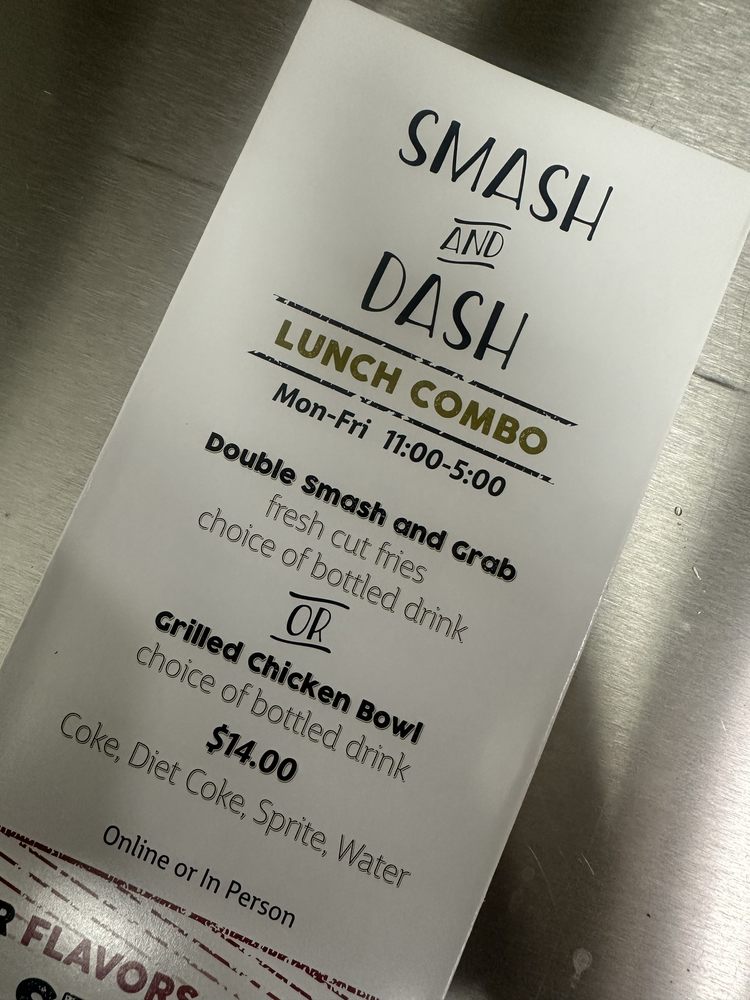 SMASH
AND
DASH
LUNCH COMBO
Mon-Fri 11:00-5:00
Double Smash and Grab
fresh cut fries
choice of bottled drink
OR
Grilled Chicken Bowl
choice of bottled drink
$14.00
Coke, Diet Coke, Sprite, Water
Online or In Person
R FLAVORS